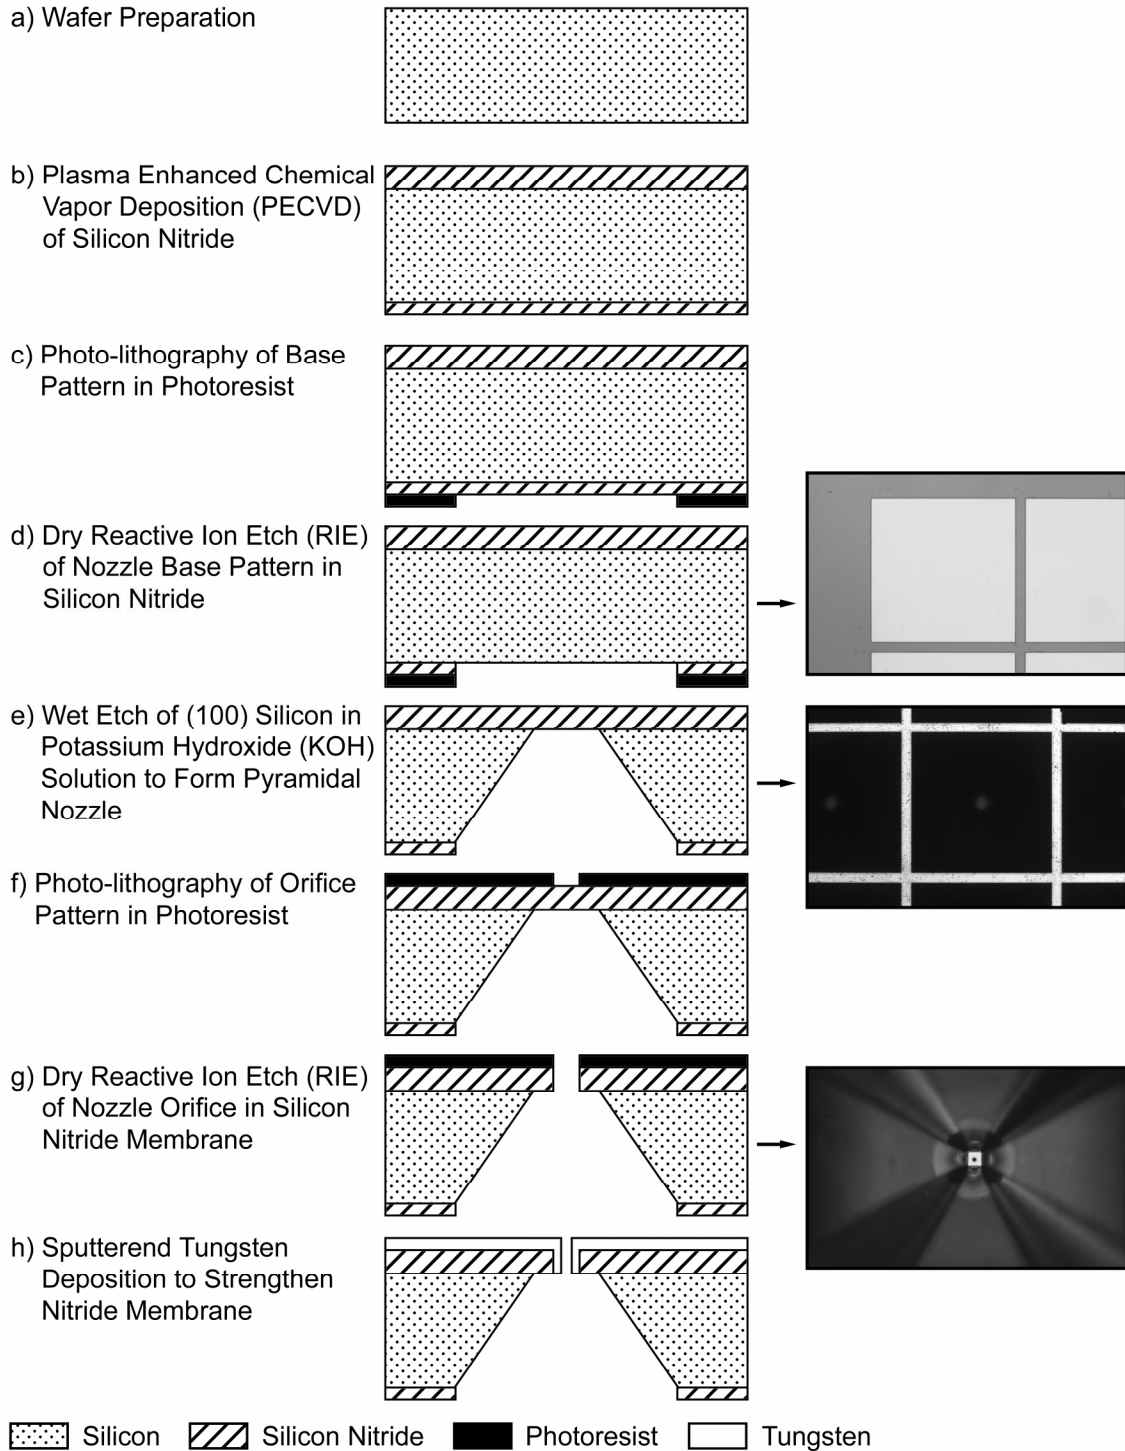 a) Wafer Preparation
b) Plasma Enhanced Chemical
Vapor Deposition (PECVD)
of Silicon Nitride
c) Photo-lithography of Base
Pattern in Photoresist
d) Dry Reactive Ion Etch (RIE)
of Nozzle Base Pattern in
Silicon Nitride
e) Wet Etch of (100) Silicon in
Potassium Hydroxide (KOH)
Solution to Form Pyramidal
Nozzle
f) Photo-lithography of Orifice
Pattern in Photoresist
g) Dry Reactive Ion Etch (RIE)
of Nozzle Orifice in Silicon
Nitride Membrane
h) Sputterend Tungsten
Deposition to Strengthen
Nitride Membrane
Silicon Silicon Nitride Photoresist Tungsten